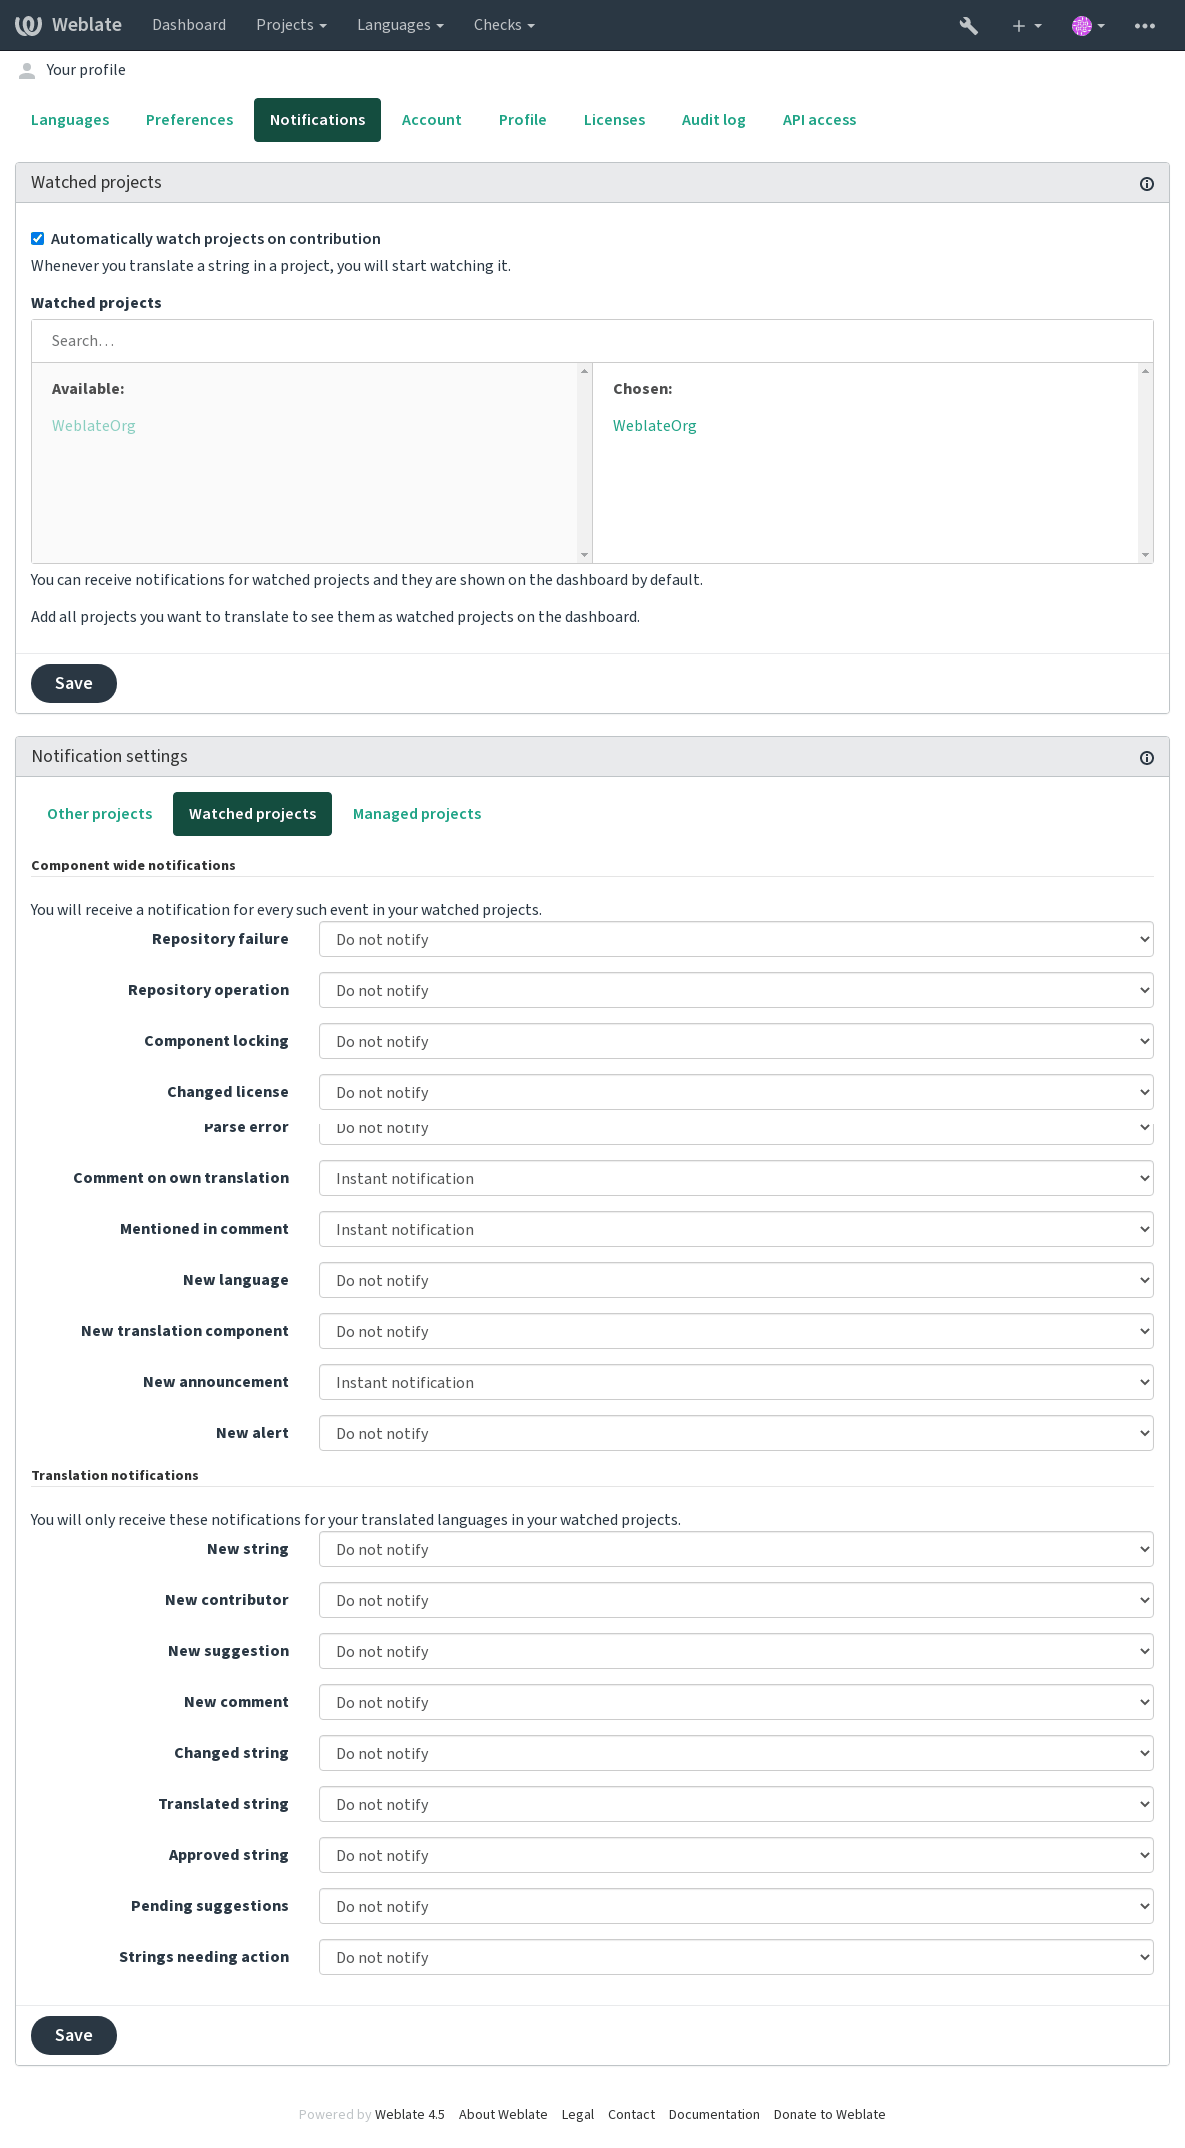 Weblate Dashboard Projects Languages Checks
Your profile
Languages Preferences Notifications Account Profile Licenses Audit log API access
Watched projects
Automatically watch projects on contribution
Whenever you translate a string in a project, you will start watching it.
Watched projects
Search…
Available: Chosen:
WeblateOrg WeblateOrg
You can receive notifications for watched projects and they are shown on the dashboard by default.
Add all projects you want to translate to see them as watched projects on the dashboard.
Save
Notification settings
Other projects Watched projects Managed projects
Component wide notifications
You will receive a notification for every such event in your watched projects.
Repository failure Do not notify
Repository operation Do not notify
Component locking Do not notify
Changed license Do not notify
Parse error Do not notify
Comment on own translation Instant notification
Mentioned in comment Instant notification
New language Do not notify
New translation component Do not notify
New announcement Instant notification
New alert Do not notify
Translation notifications
You will only receive these notifications for your translated languages in your watched projects.
New string Do not notify
New contributor Do not notify
New suggestion Do not notify
New comment Do not notify
Changed string Do not notify
Translated string Do not notify
Approved string Do not notify
Pending suggestions Do not notify
Strings needing action Do not notify
Save
Powered by Weblate 4.5 About Weblate Legal Contact Documentation Donate to Weblate